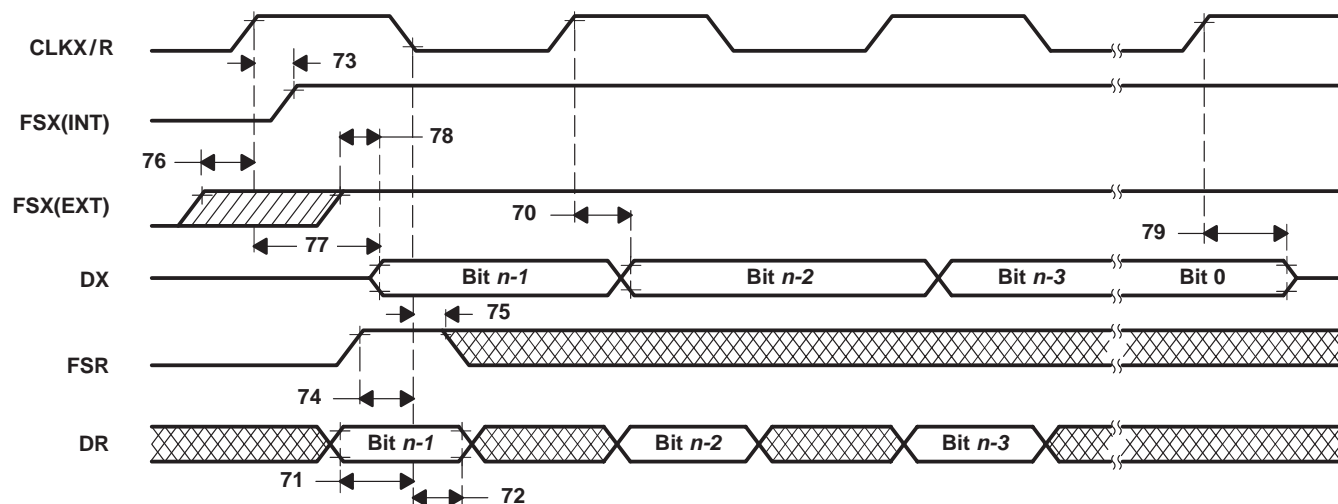 CLKX/R
73
FSX(INT)
78
76
FSX(EXT)
70
77
79
DX
Bit n-1
Bit n-2
Bit n-3
Bit 0
75
FSR
74
DR
Bit n-1
Bit n-2
Bit n-3
71
72